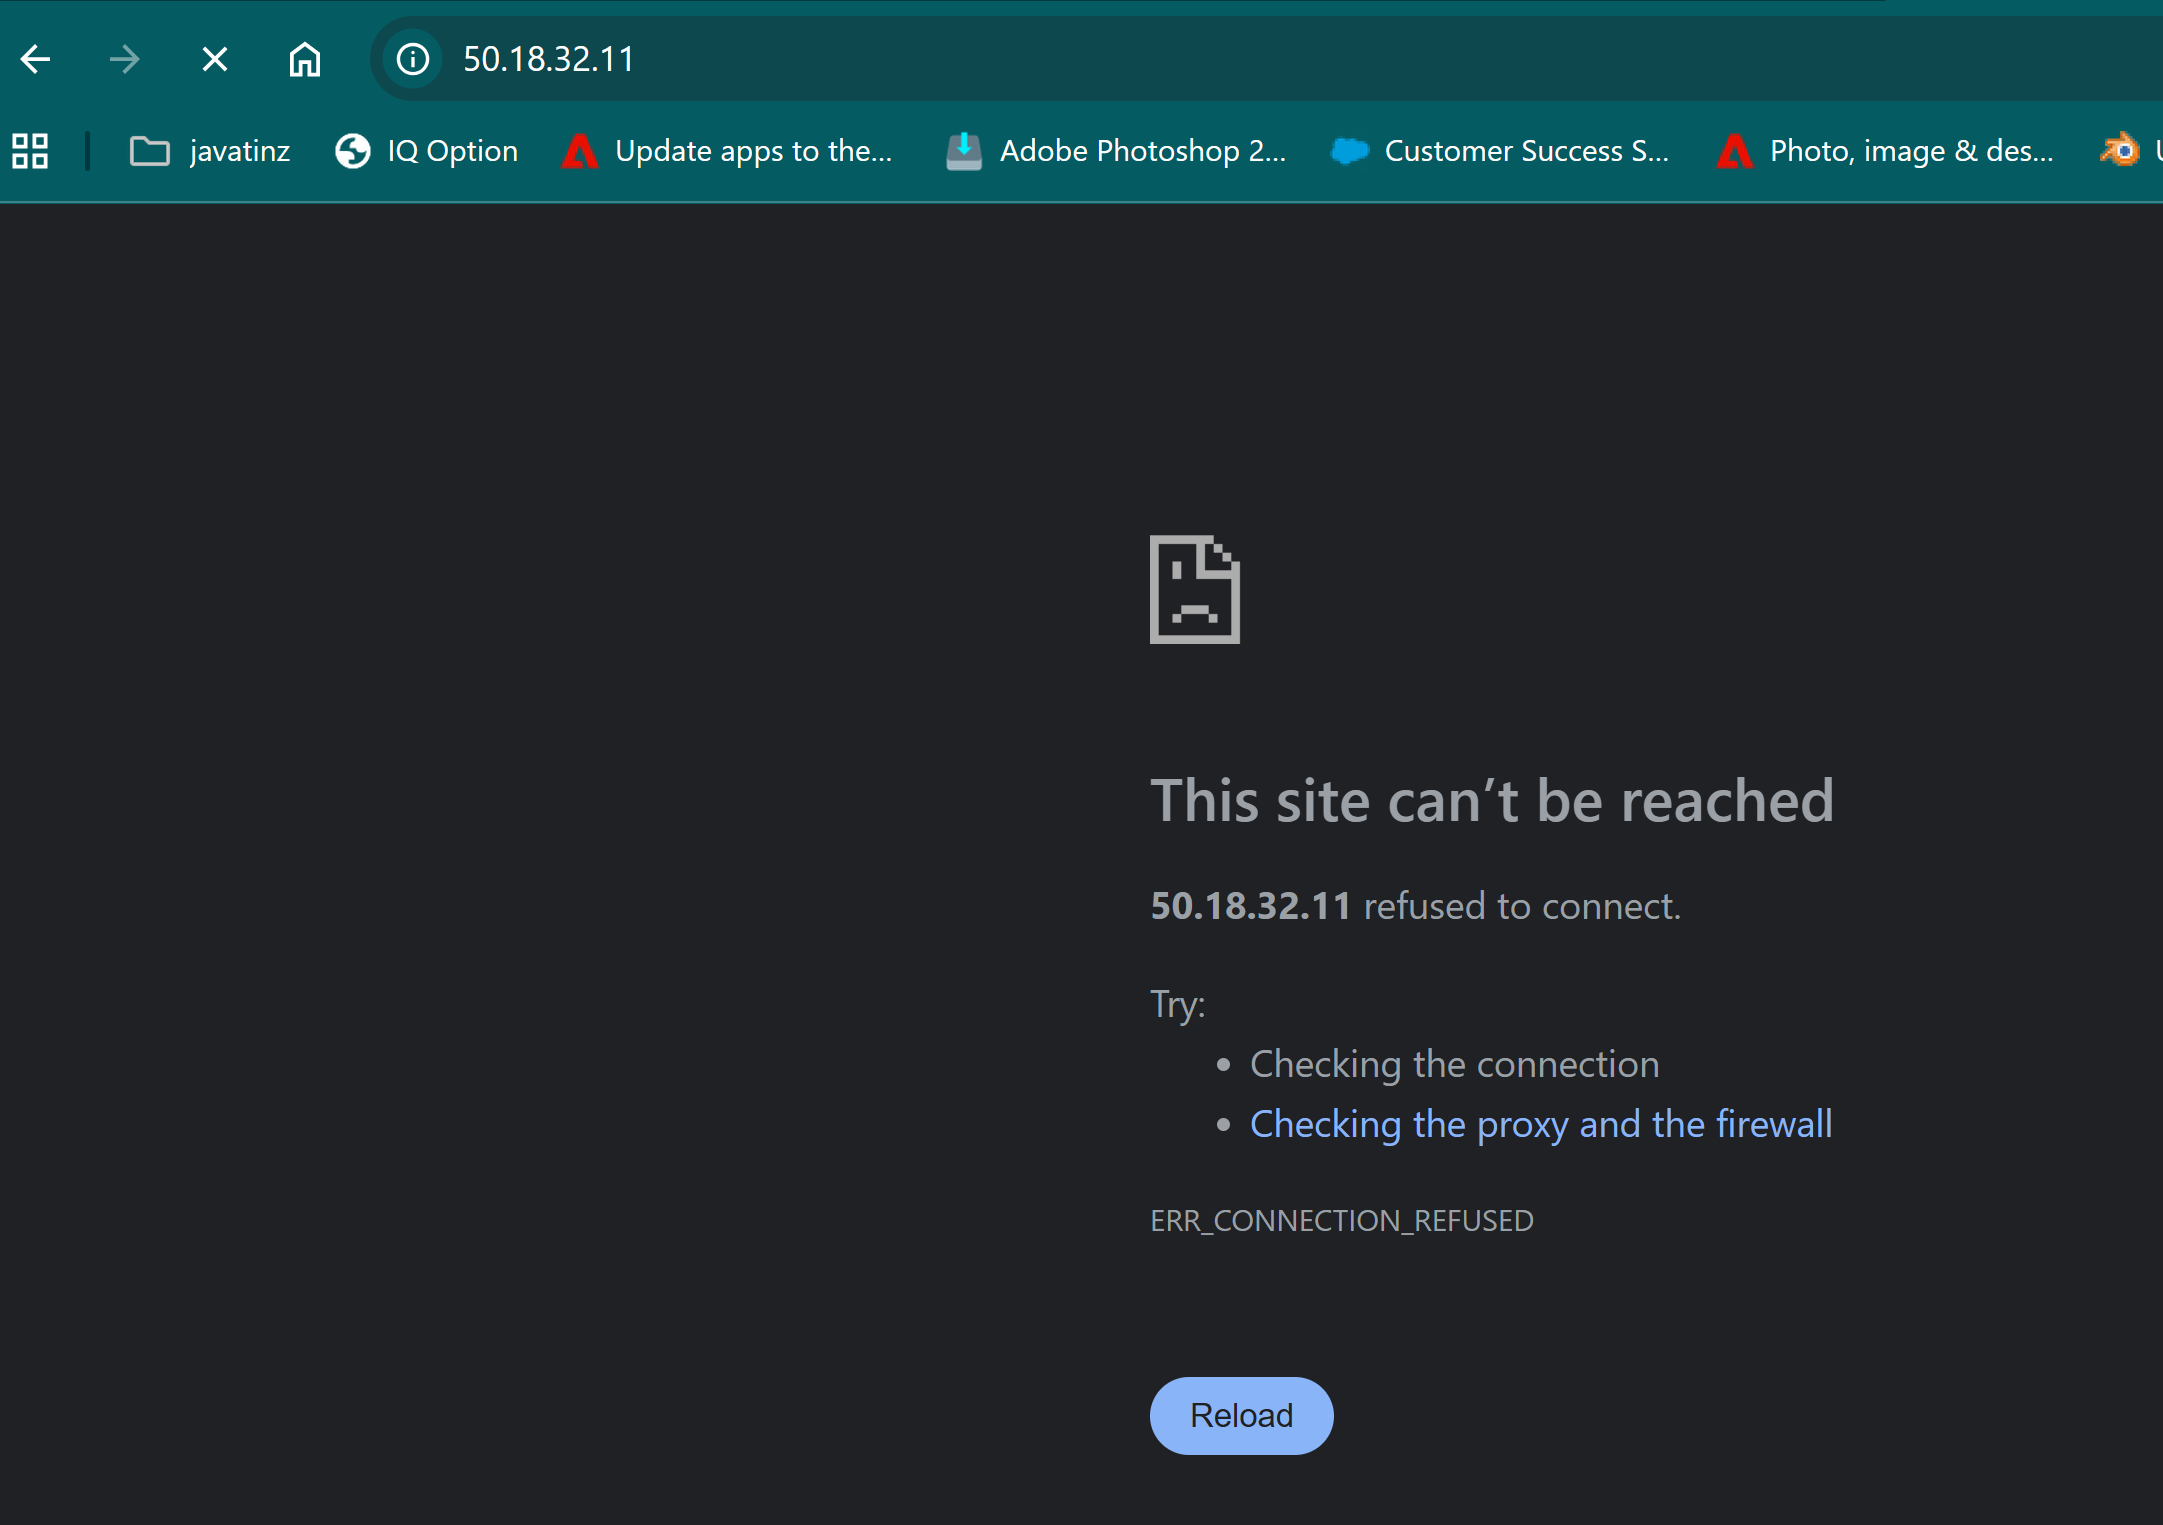 50.18.32.11
javatinz IQ Option Update apps to the... Adobe Photoshop 2... Customer Success S... Photo, image & des...
This site can’t be reached
50.18.32.11 refused to connect.
Try:
• Checking the connection
• Checking the proxy and the firewall
ERR_CONNECTION_REFUSED
Reload